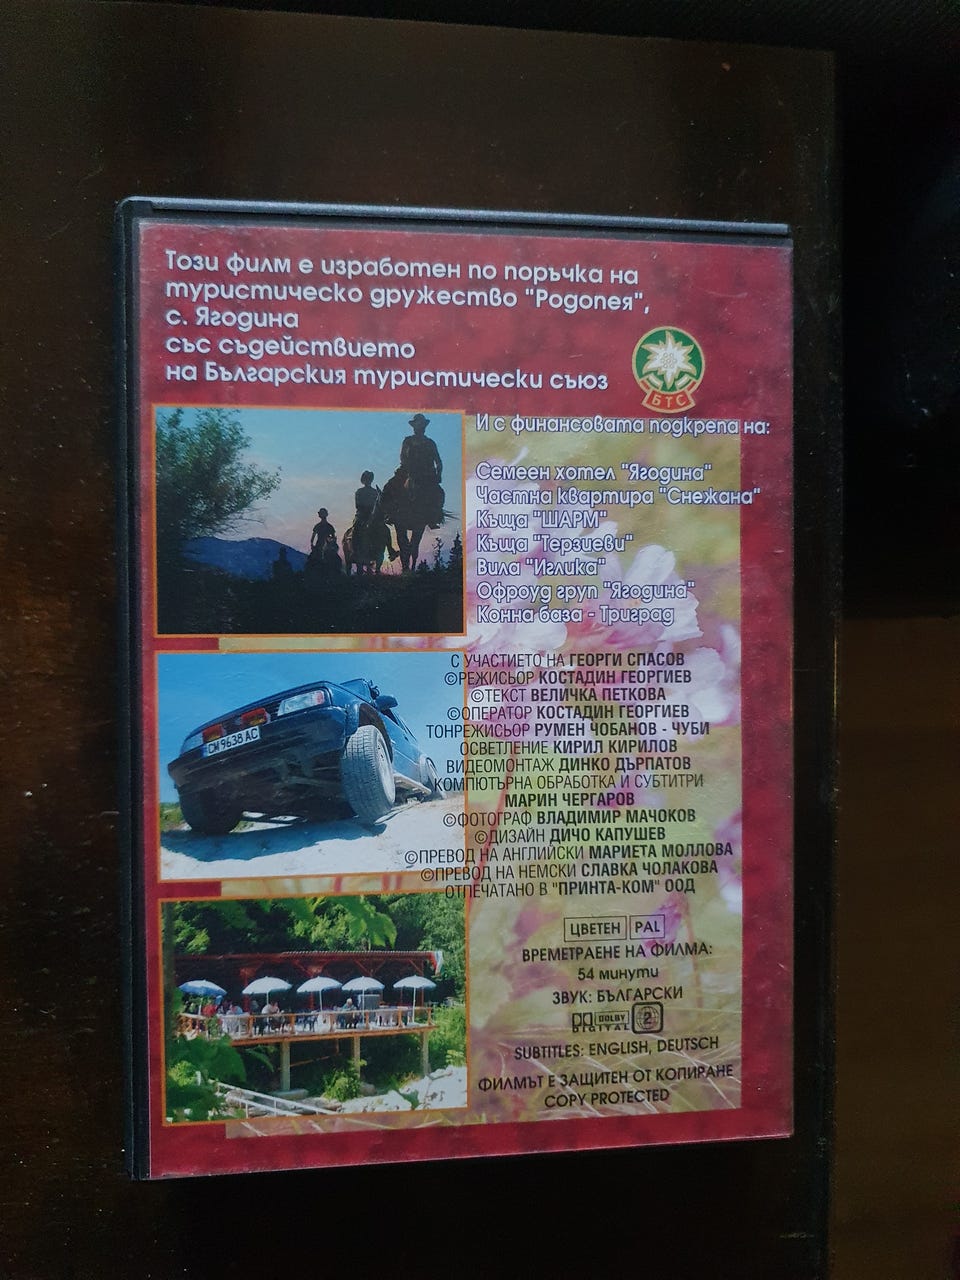 Този филм е изработен по поръчка на
туристическо дружество "Родопея",
с. Ягодина
със съдействието
на Българския туристически съюз
БТС
И с финансовата подкрепа на:
Семеен хотел "Ягодина"
Частна квартира "Снежана"
Къща "ШАРМ"
Къща "Терзиеви"
Вила "Иглика"
Офроуд груп "Ягодина"
Конна база - Триград
С УЧАСТИЕТО НА ГЕОРГИ СПАСОВ
©РЕЖИСЬОР КОСТАДИН ГЕОРГИЕВ
©ТЕКСТ ВЕЛИЧКА ПЕТКОВА
©ОПЕРАТОР КОСТАДИН ГЕОРГИЕВ
ТОНРЕЖИСЬОР РУМЕН ЧОБАНОВ - ЧУБИ
ОСВЕТЛЕНИЕ КИРИЛ КИРИЛОВ
ВИДЕОМОНТАЖ ДИНКО ДЪРПАТОВ
КОМПЮТЪРНА ОБРАБОТКА И СУБТИТРИ
МАРИН ЧЕРГАРОВ
©ФОТОГРАФ ВЛАДИМИР МАЧОКОВ
©ДИЗАЙН ДИЧО КАПУШЕВ
©ПРЕВОД НА АНГЛИЙСКИ МАРИЕТА МОЛЛОВА
©ПРЕВОД НА НЕМСКИ СЛАВКА ЧОЛАКОВА
ОТПЕЧАТАНО В "ПРИНТА-КОМ" ООД
СМ 9638 АС
ЦВЕТЕН PAL
ВРЕМЕТРАЕНЕ НА ФИЛМА:
54 минути
ЗВУК: БЪЛГАРСКИ
DOLBY
DIGITAL
2
SUBTITLES: ENGLISH, DEUTSCH
ФИЛМЪТ Е ЗАЩИТЕН ОТ КОПИРАНЕ
COPY PROTECTED